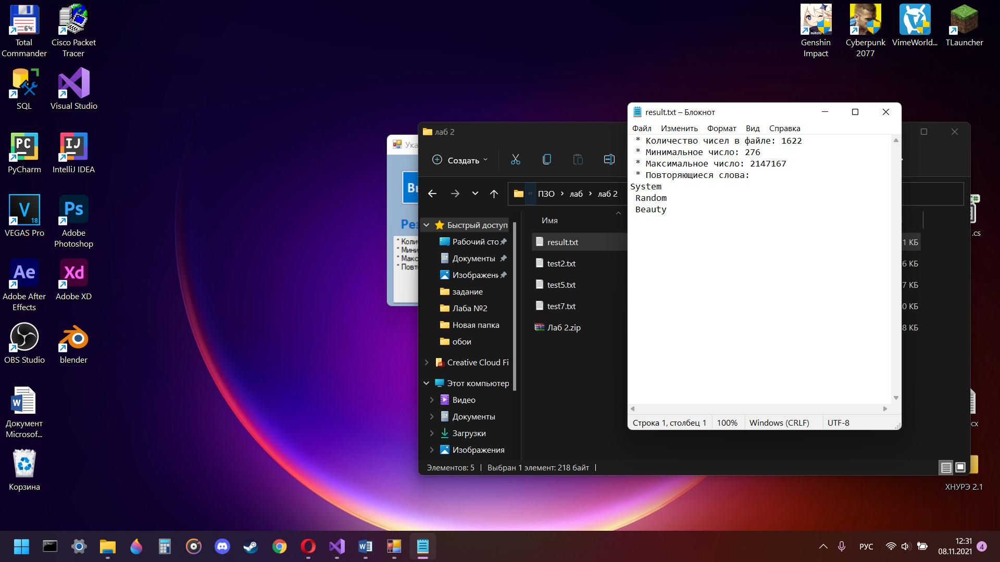 Total
Commander
Cisco Packet
Tracer
SQL
Visual Studio
PyCharm
IntelliJ IDEA
VEGAS Pro
Adobe
Photoshop
Adobe After
Effects
Adobe XD
OBS Studio
blender
Документ
Microsof...
Корзина
Genshin
Impact
Cyberpunk
2077
VimeWorld...
TLauncher
.cs
сх
ХНУРЭ 2.1
Ука
Вы
Рез
* Коли
* Мини
* Макс
* Повт
лаб 2
Создать
« ПЗО > лаб > лаб 2
Имя
Быстрый доступ
Рабочий сто
Документы
Изображени
задание
Лаба №2
Новая папка
обои
Creative Cloud Fi
Этот компьютер
Видео
Документы
Загрузки
Изображения
result.txt
1 КБ
test2.txt
6 КБ
test5.txt
7 КБ
test7.txt
0 КБ
Лаб 2.zip
8 КБ
Элементов: 5
Выбран 1 элемент: 218 байт
result.txt – Блокнот
Файл Изменить Формат Вид Справка
* Количество чисел в файле: 1622
* Минимальное число: 276
* Максимальное число: 2147167
* Повторяющиеся слова:
System
Random
Beauty
Строка 1, столбец 1
100%
Windows (CRLF)
UTF-8
РУС
12:31
08.11.2021
4